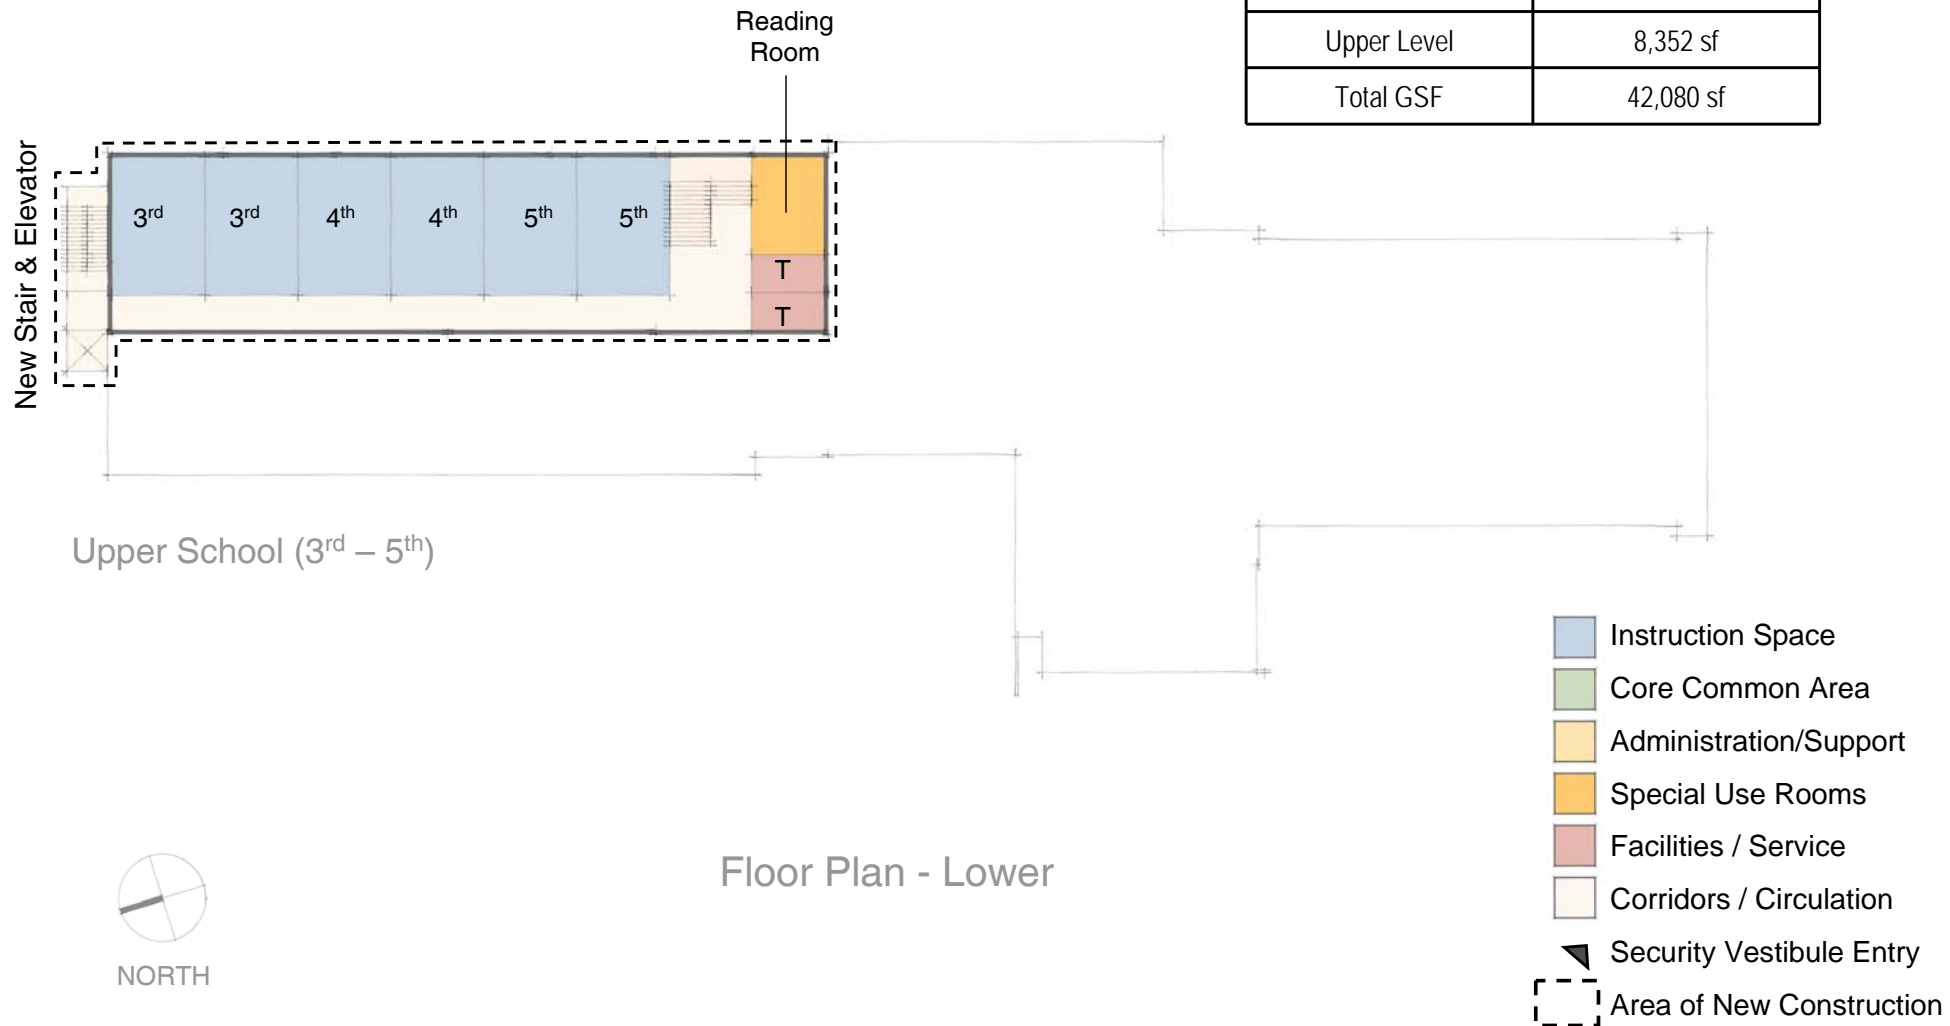 Reading
Room
Upper Level 8,352 sf
Total GSF 42,080 sf
New Stair & Elevator
3rd 3rd 4th 4th 5th 5th
T
T
Upper School (3rd – 5th)
Instruction Space
Core Common Area
Administration/Support
Special Use Rooms
Facilities / Service
Corridors / Circulation
Security Vestibule Entry
Area of New Construction
Floor Plan - Lower
NORTH